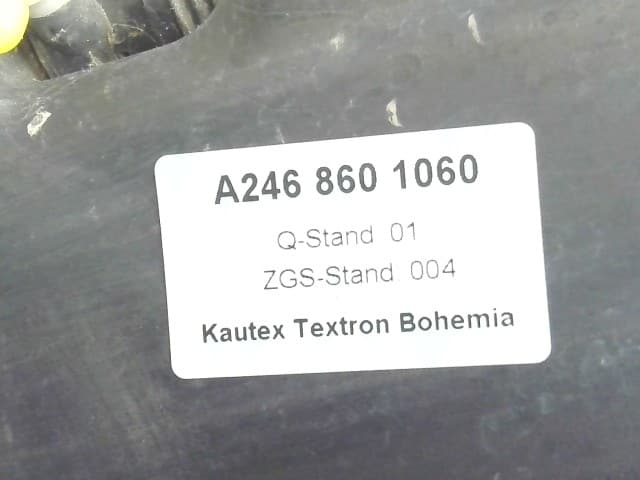 A246 860 1060
Q-Stand 01
ZGS-Stand 004
Kautex Textron Bohemia